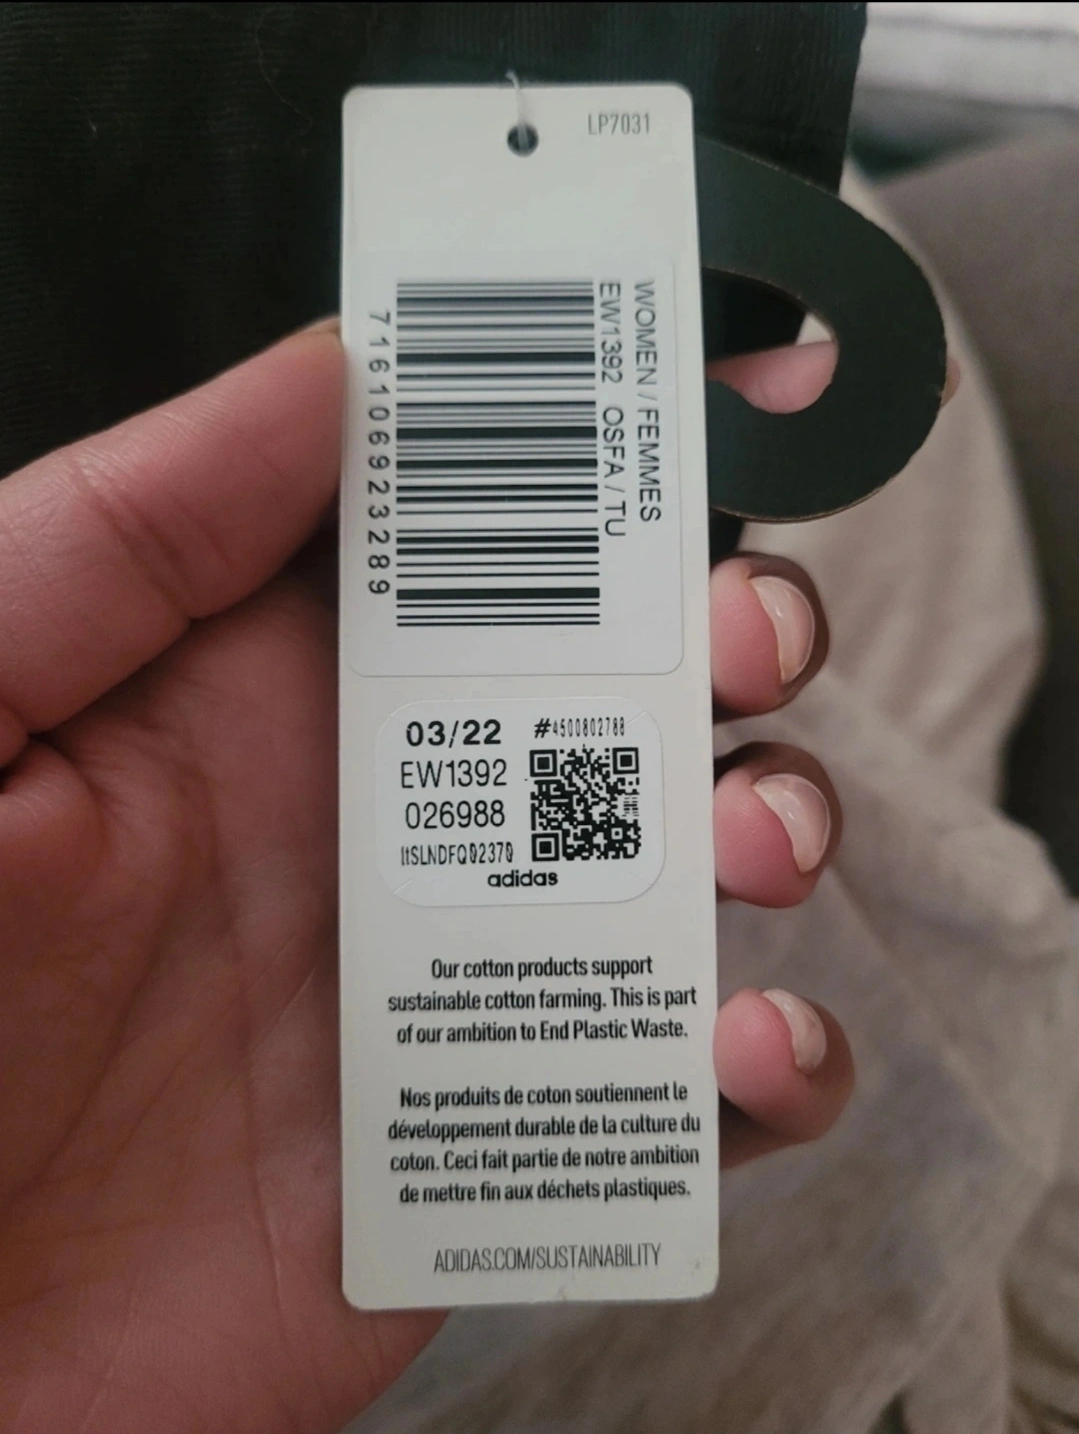 LP7031
WOMEN / FEMMES
EW1392 OSFA / TU
716106923289
03/22
#4500802788
EW1392
026988
ltSLNDFQ02370
adidas
Our cotton products support
sustainable cotton farming. This is part
of our ambition to End Plastic Waste.
Nos produits de coton soutiennent le
développement durable de la culture du
coton. Ceci fait partie de notre ambition
de mettre fin aux déchets plastiques.
ADIDAS.COM/SUSTAINABILITY